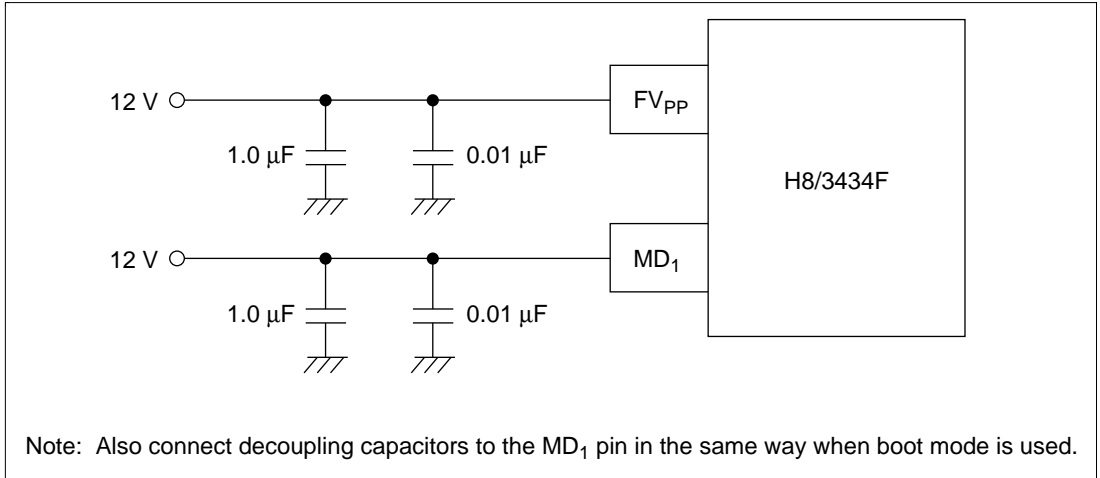 12 V
FVPP
1.0 μF
0.01 μF
H8/3434F
12 V
MD1
1.0 μF
0.01 μF
Note: Also connect decoupling capacitors to the MD1 pin in the same way when boot mode is used.